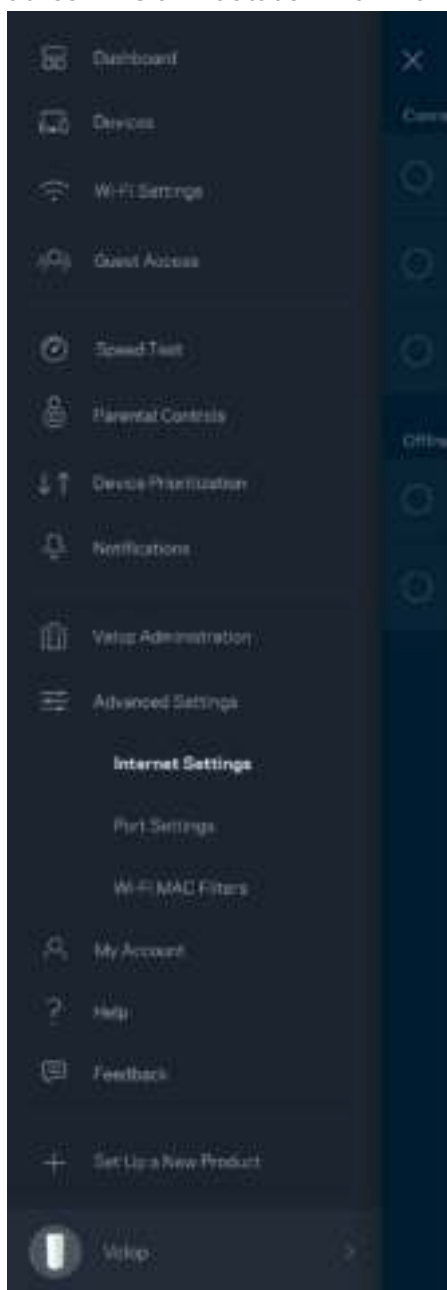 Dashboard
Devices
Wi-Fi Settings
Guest Access
Speed Test
Parental Controls
Device Prioritization
Notifications
Velop Administration
Advanced Settings
Internet Settings
Port Settings
Wi-Fi MAC Filters
My Account
Help
Feedback
Set Up a New Product
Velop